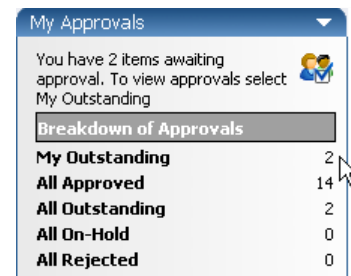 My Approvals
You have 2 items awaiting
approval. To view approvals select
My Outstanding
Breakdown of Approvals
My Outstanding 2
All Approved 14
All Outstanding 2
All On-Hold 0
All Rejected 0